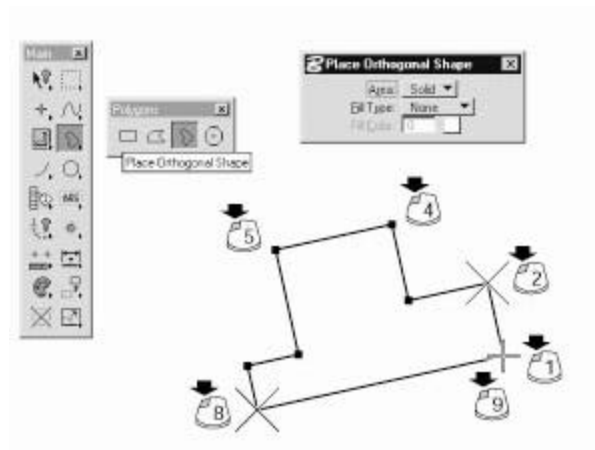 Main
Place Orthogonal Shape
Area: Solid
Fill Type: None
Fill Color: 0
Polygons
Place Orthogonal Shape
4
5
2
1
9
8